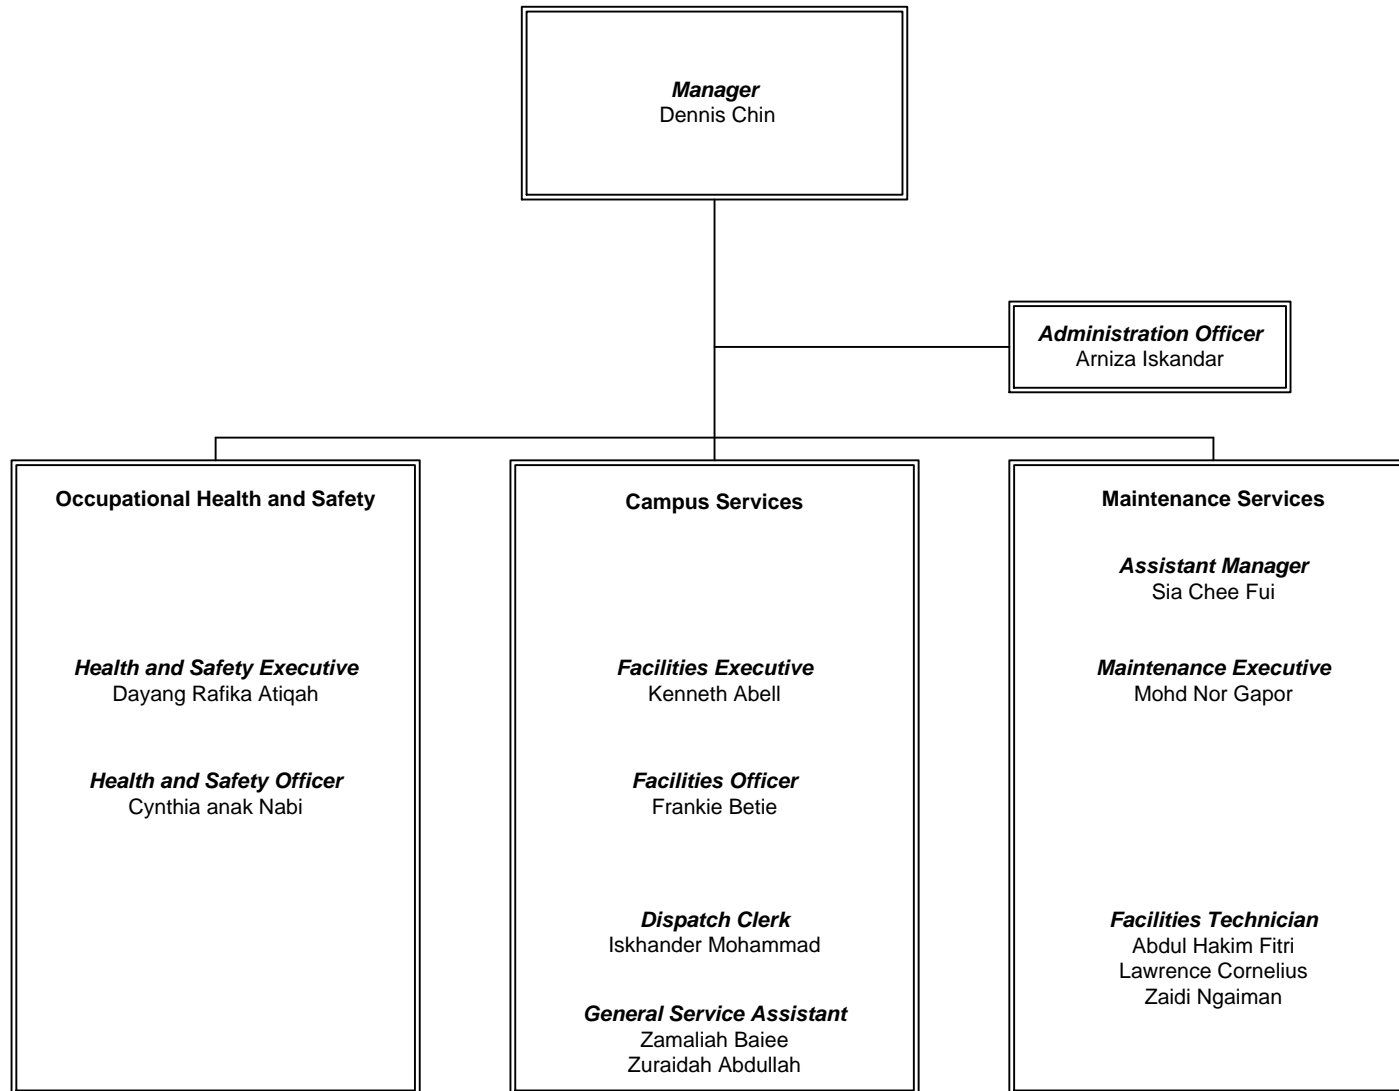 Manager
Dennis Chin
Administration Officer
Arniza Iskandar
Occupational Health and Safety
Health and Safety Executive
Dayang Rafika Atiqah
Health and Safety Officer
Cynthia anak Nabi
Campus Services
Facilities Executive
Kenneth Abell
Facilities Officer
Frankie Betie
Dispatch Clerk
Iskhander Mohammad
General Service Assistant
Zamaliah Baiee
Zuraidah Abdullah
Maintenance Services
Assistant Manager
Sia Chee Fui
Maintenance Executive
Mohd Nor Gapor
Facilities Technician
Abdul Hakim Fitri
Lawrence Cornelius
Zaidi Ngaiman